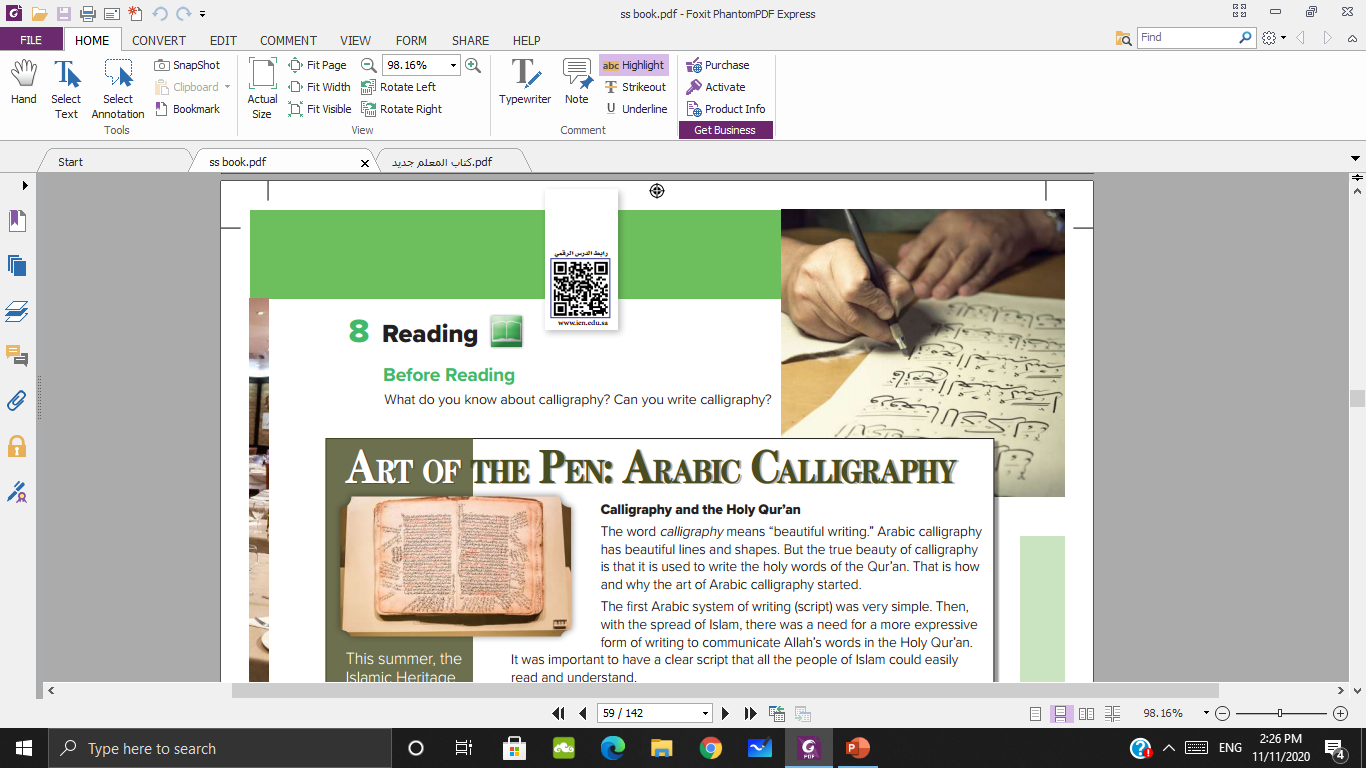 ss book.pdf - Foxit PhantomPDF Express
FILE
HOME
CONVERT
EDIT
COMMENT
VIEW
FORM
SHARE
HELP
Find
Hand
Select
Text
Select
Annotation
SnapShot
Clipboard
Bookmark
Tools
Actual
Size
Fit Page
Fit Width
Fit Visible
98.16%
Rotate Left
Rotate Right
View
Typewriter
Note
abc Highlight
T Strikeout
U Underline
Comment
Purchase
Activate
Product Info
Get Business
Start
ss book.pdf
كتاب المعلم جديد.pdf
رابط الدرس الرقمي
www.ien.edu.sa
8 Reading
Before Reading
What do you know about calligraphy? Can you write calligraphy?
ART OF THE PEN: ARABIC CALLIGRAPHY
Calligraphy and the Holy Qur'an
The word calligraphy means “beautiful writing.” Arabic calligraphy
has beautiful lines and shapes. But the true beauty of calligraphy
is that it is used to write the holy words of the Qur'an. That is how
and why the art of Arabic calligraphy started.
The first Arabic system of writing (script) was very simple. Then,
with the spread of Islam, there was a need for a more expressive
form of writing to communicate Allah's words in the Holy Qur'an.
It was important to have a clear script that all the people of Islam could easily
read and understand.
This summer, the
Islamic Heritage
59 / 142
98.16%
Type here to search
PDF
ENG
2:26 PM
11/11/2020
4